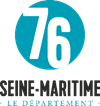 76
SEINE-MARITIME
- LE DÉPARTEMENT -